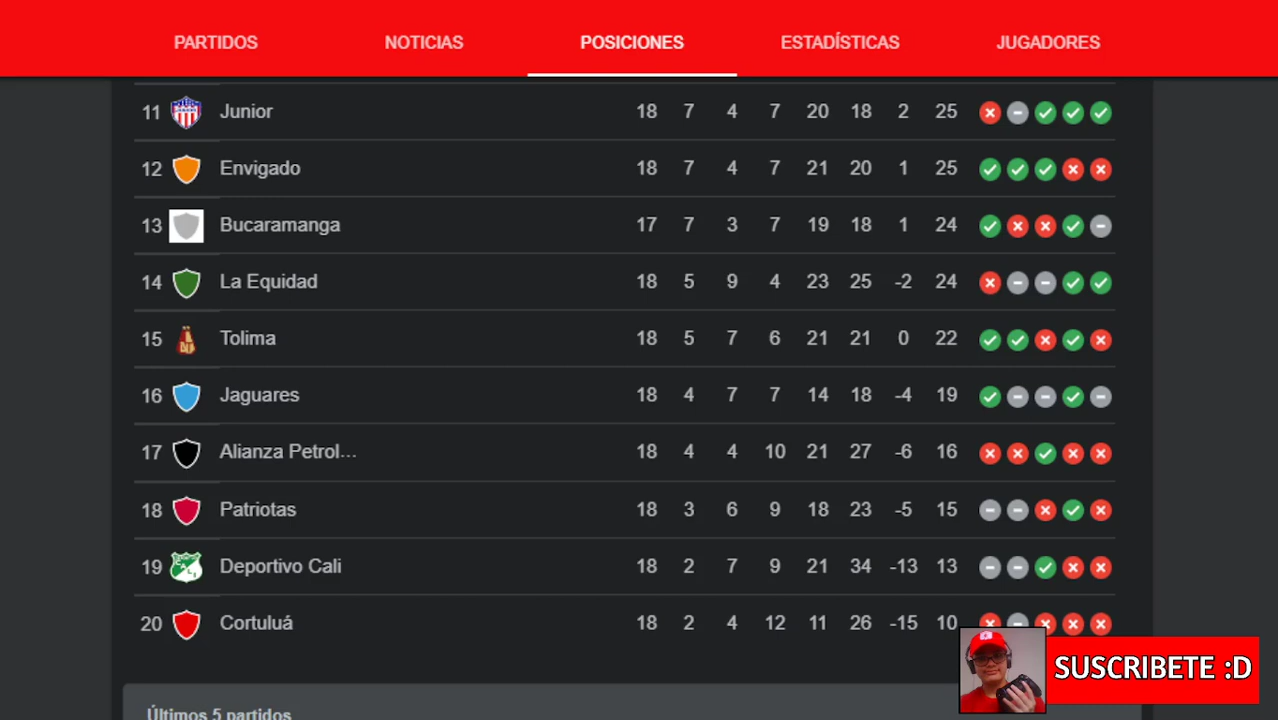 PARTIDOS NOTICIAS POSICIONES ESTADÍSTICAS JUGADORES
11 Junior 18 7 4 7 20 18 2 25
12 Envigado 18 7 4 7 21 20 1 25
13 Bucaramanga 17 7 3 7 19 18 1 24
14 La Equidad 18 5 9 4 23 25 -2 24
15 Tolima 18 5 7 6 21 21 0 22
16 Jaguares 18 4 7 7 14 18 -4 19
17 Alianza Petrol... 18 4 4 10 21 27 -6 16
18 Patriotas 18 3 6 9 18 23 -5 15
19 Deportivo Cali 18 2 7 9 21 34 -13 13
20 Cortuluá 18 2 4 12 11 26 -15 10
SUSCRIBETE :D
Últimos 5 partidos